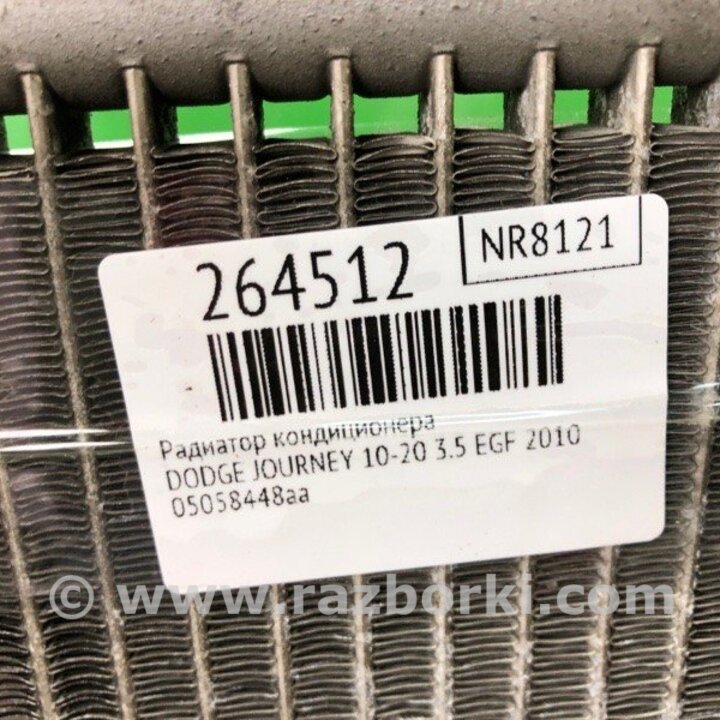 264512
NR8121
Радиатор кондиционера
DODGE JOURNEY 10-20 3.5 EGF 2010
05058448aa
© www.razborki.com